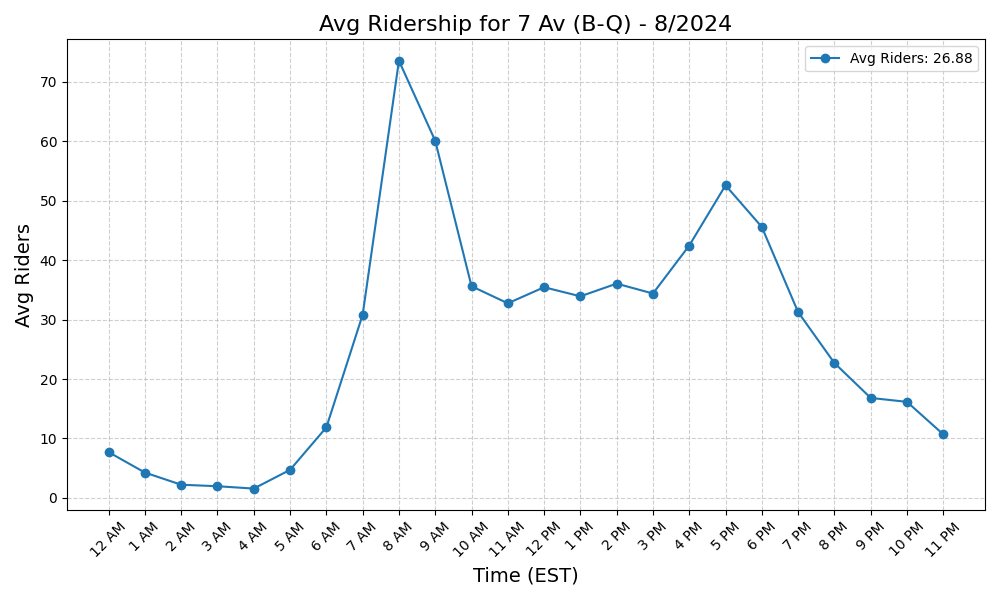 Avg Ridership for 7 Av (B-Q) - 8/2024
Avg Riders: 26.88
Avg Riders
70
60
50
40
30
20
10
0
12 AM
1 AM
2 AM
3 AM
4 AM
5 AM
6 AM
7 AM
8 AM
9 AM
10 AM
11 AM
12 PM
1 PM
2 PM
3 PM
4 PM
5 PM
6 PM
7 PM
8 PM
9 PM
10 PM
11 PM
Time (EST)